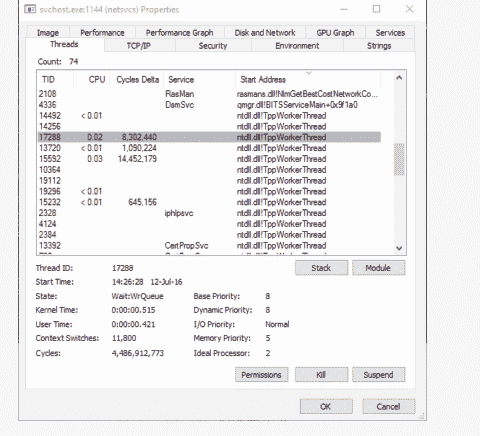 svchost.exe:1144 (netsvcs) Properties
Image Performance Performance Graph Disk and Network GPU Graph Services
Threads TCP/IP Security Environment Strings
Count: 74
TID CPU Cycles Delta Service Start Address
2108 RasMan rasmans.dll!NlmGetBestCostNetworkCo...
4336 DsmSvc qmgr.dll!BITSServiceMain+0x9f1a0
14492 < 0.01 ntdll.dll!TppWorkerThread
14256 ntdll.dll!TppWorkerThread
17288 0.02 8,302,440 ntdll.dll!TppWorkerThread
13720 < 0.01 1,090,224 ntdll.dll!TppWorkerThread
15592 0.03 14,452,179 ntdll.dll!TppWorkerThread
10364 ntdll.dll!TppWorkerThread
19112 ntdll.dll!TppWorkerThread
19296 < 0.01 ntdll.dll!TppWorkerThread
15232 < 0.01 645,156 ntdll.dll!TppWorkerThread
2328 iphlpsvc ntdll.dll!TppWorkerThread
4124 ntdll.dll!TppWorkerThread
2384 ntdll.dll!TppWorkerThread
13392 CertPropSvc ntdll.dll!TppWorkerThread
Thread ID: 17288 Stack Module
Start Time: 14:26:28 12-Jul-16
State: Wait:WrQueue Base Priority: 8
Kernel Time: 0:00:00.515 Dynamic Priority: 8
User Time: 0:00:00.421 I/O Priority: Normal
Context Switches: 11,800 Memory Priority: 5
Cycles: 4,486,912,773 Ideal Processor: 2
Permissions Kill Suspend
OK Cancel